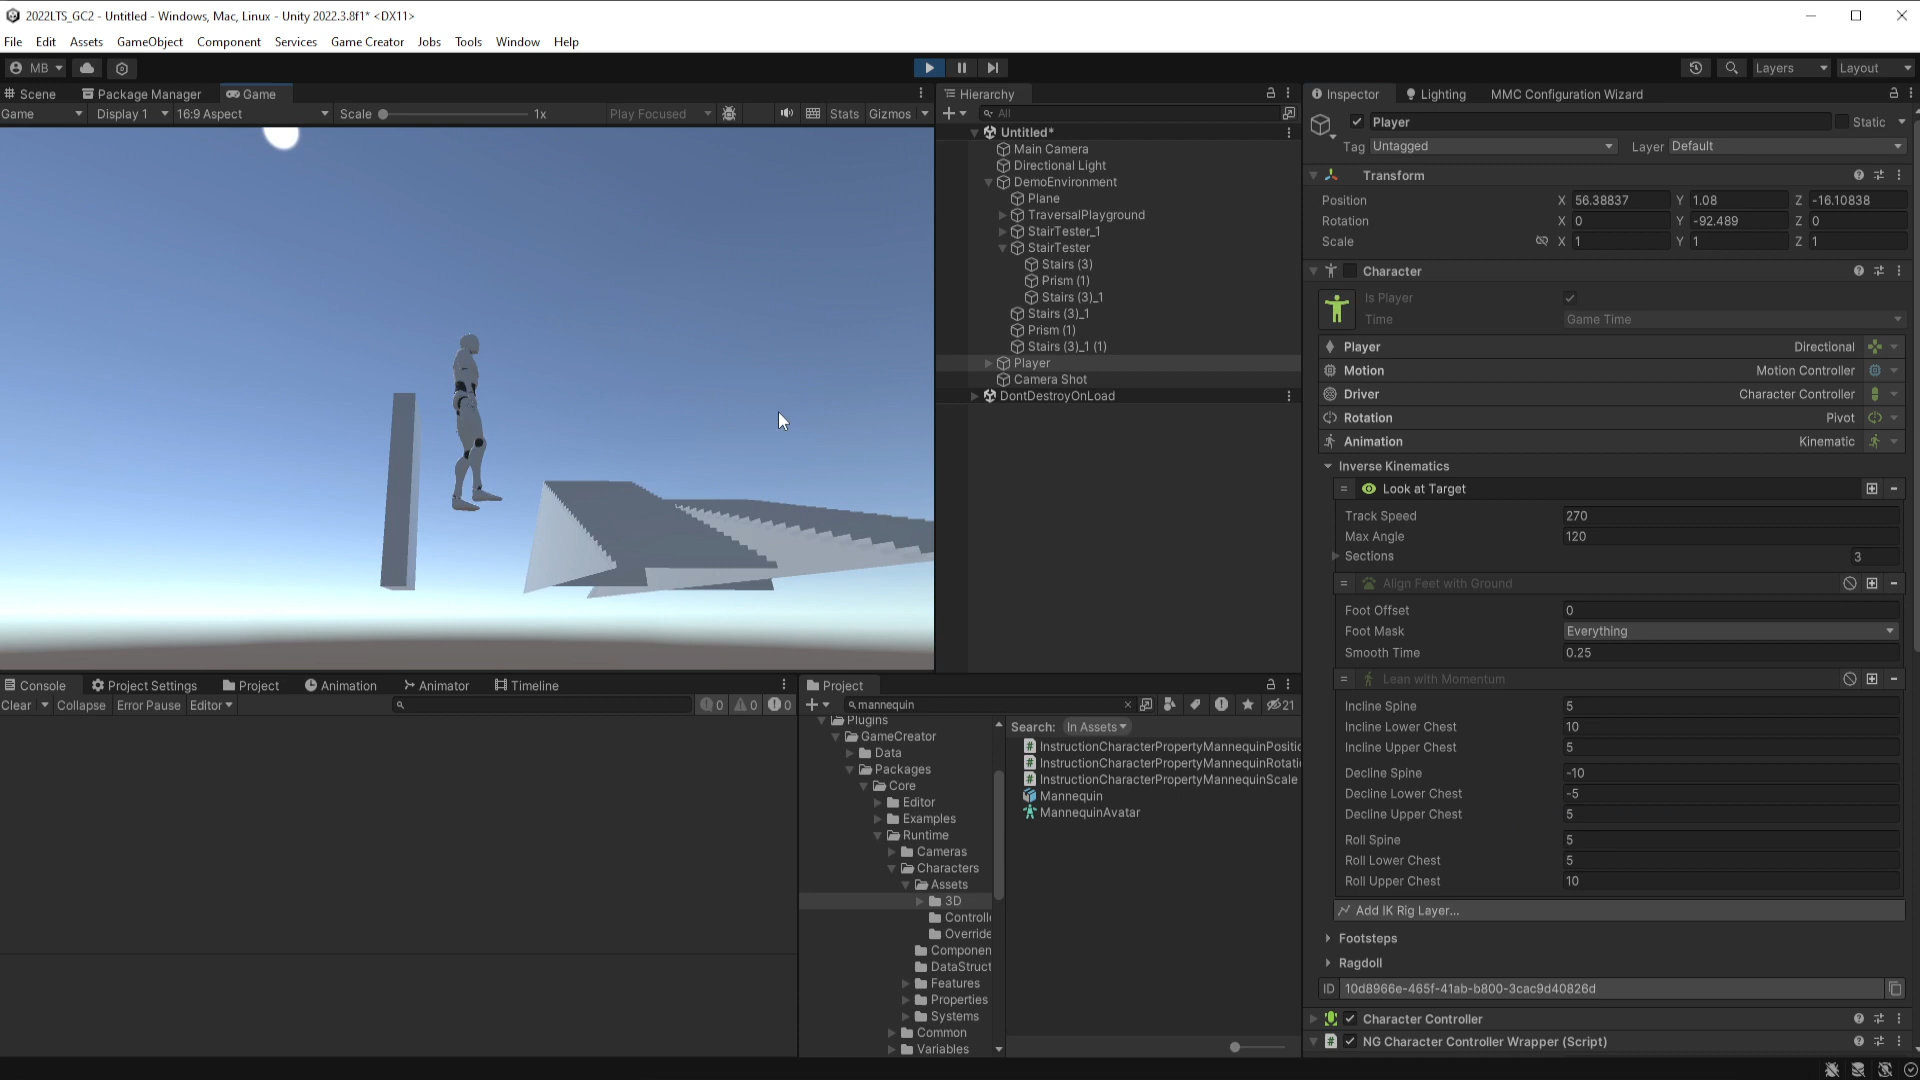 2022LTS_GC2 - Untitled - Windows, Mac, Linux - Unity 2022.3.8f1* <DX11>
File Edit Assets GameObject Component Services Game Creator Jobs Tools Window Help
MB Layers Layout
Scene Package Manager Game
Game Display 1 16:9 Aspect Scale 1x Play Focused Stats Gizmos
Hierarchy
All
Untitled*
Main Camera
Directional Light
DemoEnvironment
Plane
TraversalPlayground
StairTester_1
StairTester
Stairs (3)
Prism (1)
Stairs (3)_1
Stairs (3)_1
Prism (1)
Stairs (3)_1 (1)
Player
Camera Shot
DontDestroyOnLoad
Inspector Lighting MMC Configuration Wizard
Player Static
Tag Untagged Layer Default
Transform
Position X 56.38837 Y 1.08 Z -16.10838
Rotation X 0 Y -92.489 Z 0
Scale X 1 Y 1 Z 1
Character
Is Player
Time Game Time
Player Directional
Motion Motion Controller
Driver Character Controller
Rotation Pivot
Animation Kinematic
Inverse Kinematics
Look at Target
Track Speed 270
Max Angle 120
Sections 3
Align Feet with Ground
Foot Offset 0
Foot Mask Everything
Smooth Time 0.25
Lean with Momentum
Incline Spine 5
Incline Lower Chest 10
Incline Upper Chest 5
Decline Spine -10
Decline Lower Chest -5
Decline Upper Chest 5
Roll Spine 5
Roll Lower Chest 5
Roll Upper Chest 10
Add IK Rig Layer...
Footsteps
Ragdoll
ID 10d8966e-465f-41ab-b800-3cac9d40826d
Character Controller
NG Character Controller Wrapper (Script)
Console Project Settings Project Animation Animator Timeline
Clear Collapse Error Pause Editor 0 0 0
Project
mannequin 21
Plugins
GameCreator
Data
Packages
Core
Editor
Examples
Runtime
Cameras
Characters
Assets
3D
Controlle
Override
Componen
DataStruct
Features
Properties
Systems
Common
Variables
Search: In Assets
InstructionCharacterPropertyMannequinPositic
InstructionCharacterPropertyMannequinRotati
InstructionCharacterPropertyMannequinScale
Mannequin
MannequinAvatar